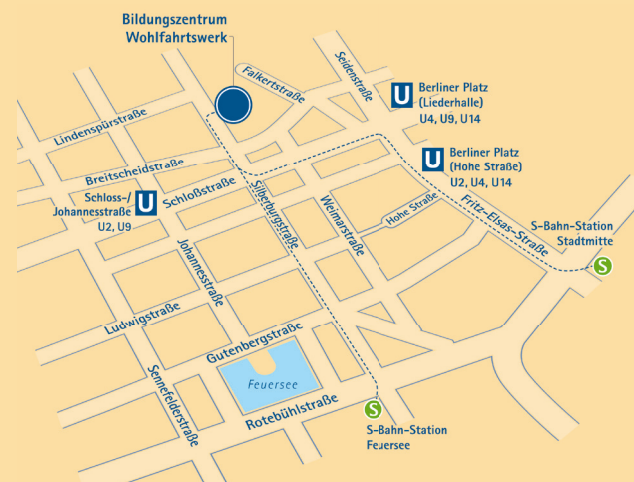 Bildungszentrum
Wohlfahrtswerk
Seidenstraße
Falkertstraße
U
Berliner Platz
(Liederhalle)
U4, U9, U14
Lindenspürstraße
U
Berliner Platz
(Hohe Straße)
U2, U4, U14
Breitscheidstraße
Schloßstraße
Schloss-/
Johannesstraße
U2, U9
U
Silberburgstraße
Weimarstraße
Hohe Straße
Fritz-Elsas-Straße
S-Bahn-Station
Stadtmitte
S
Johannesstraße
Ludwigstraße
Gutenbergstraße
Sennefelderstraße
Feuersee
Rotebühlstraße
S
S-Bahn-Station
Feuersee